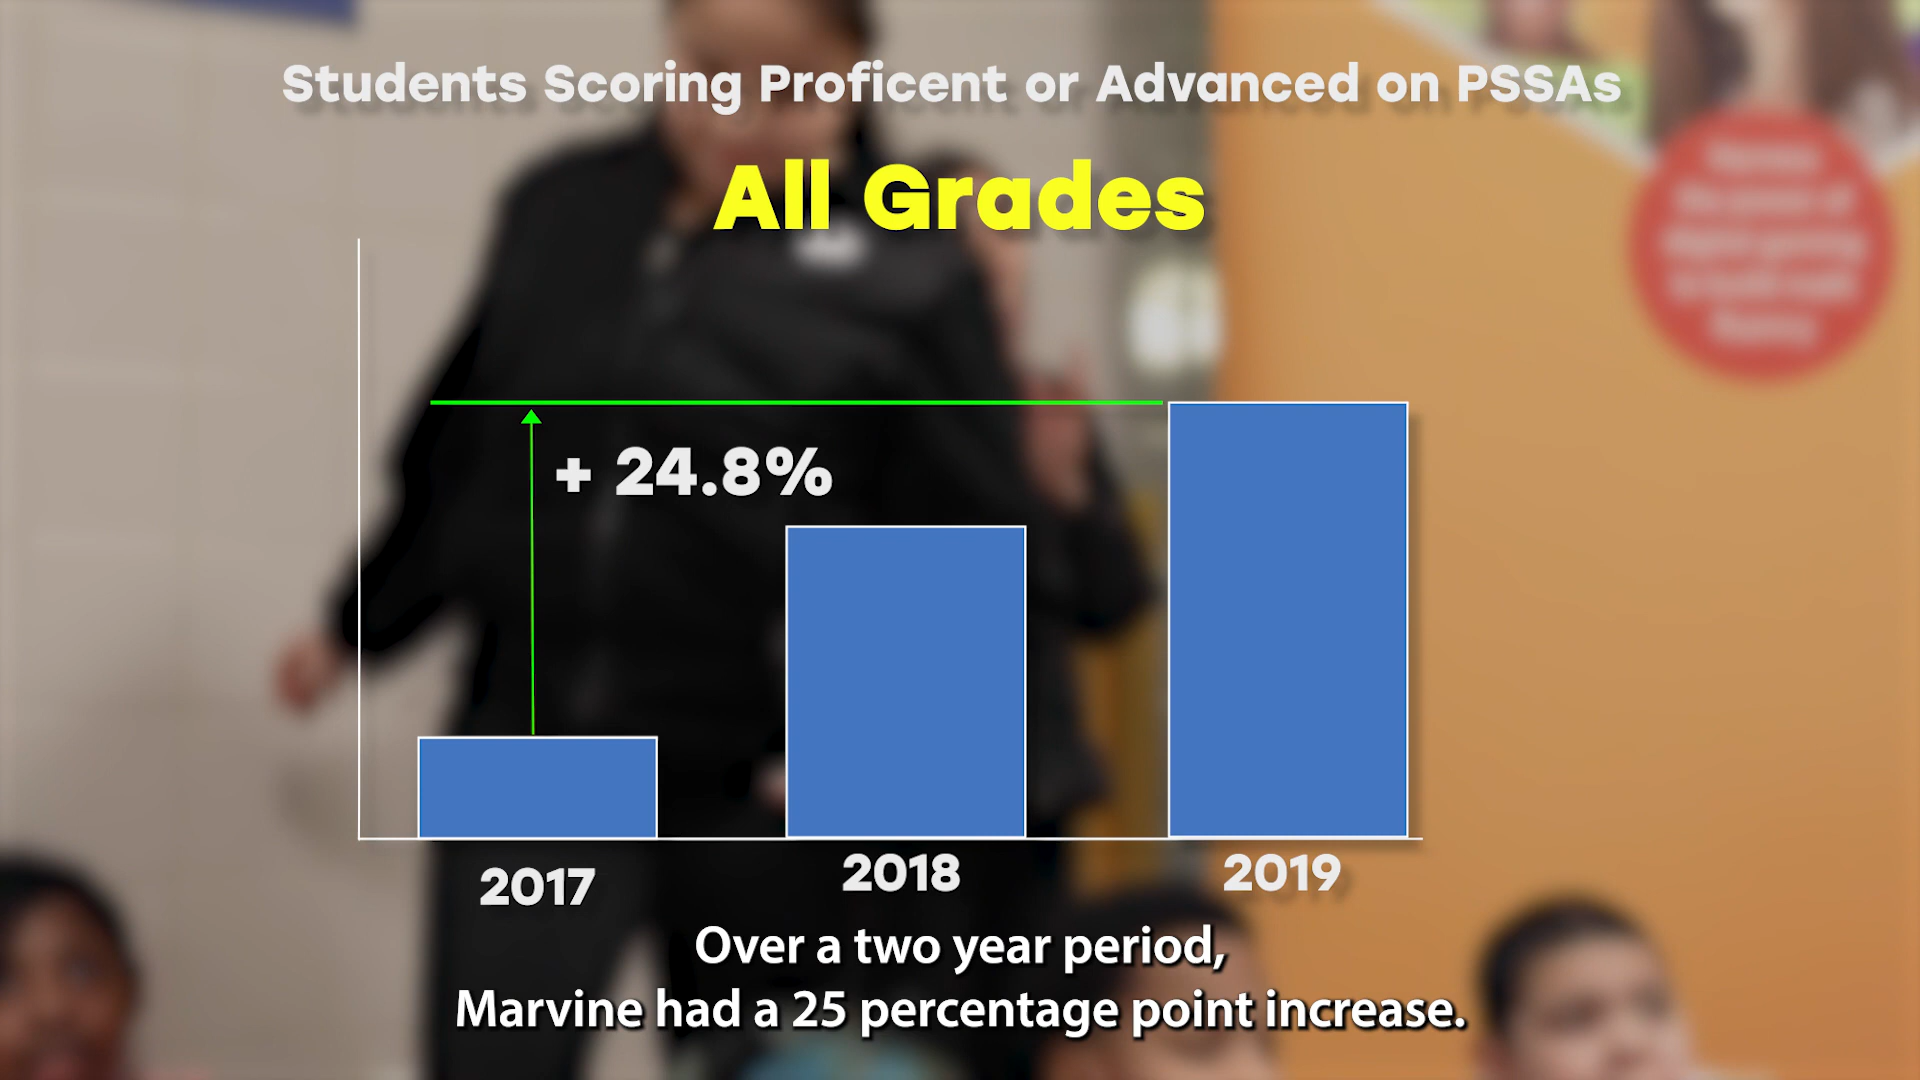 Students Scoring Proficent or Advanced on PSSAs
All Grades
+ 24.8%
2017
2018
2019
Over a two year period,
Marvine had a 25 percentage point increase.